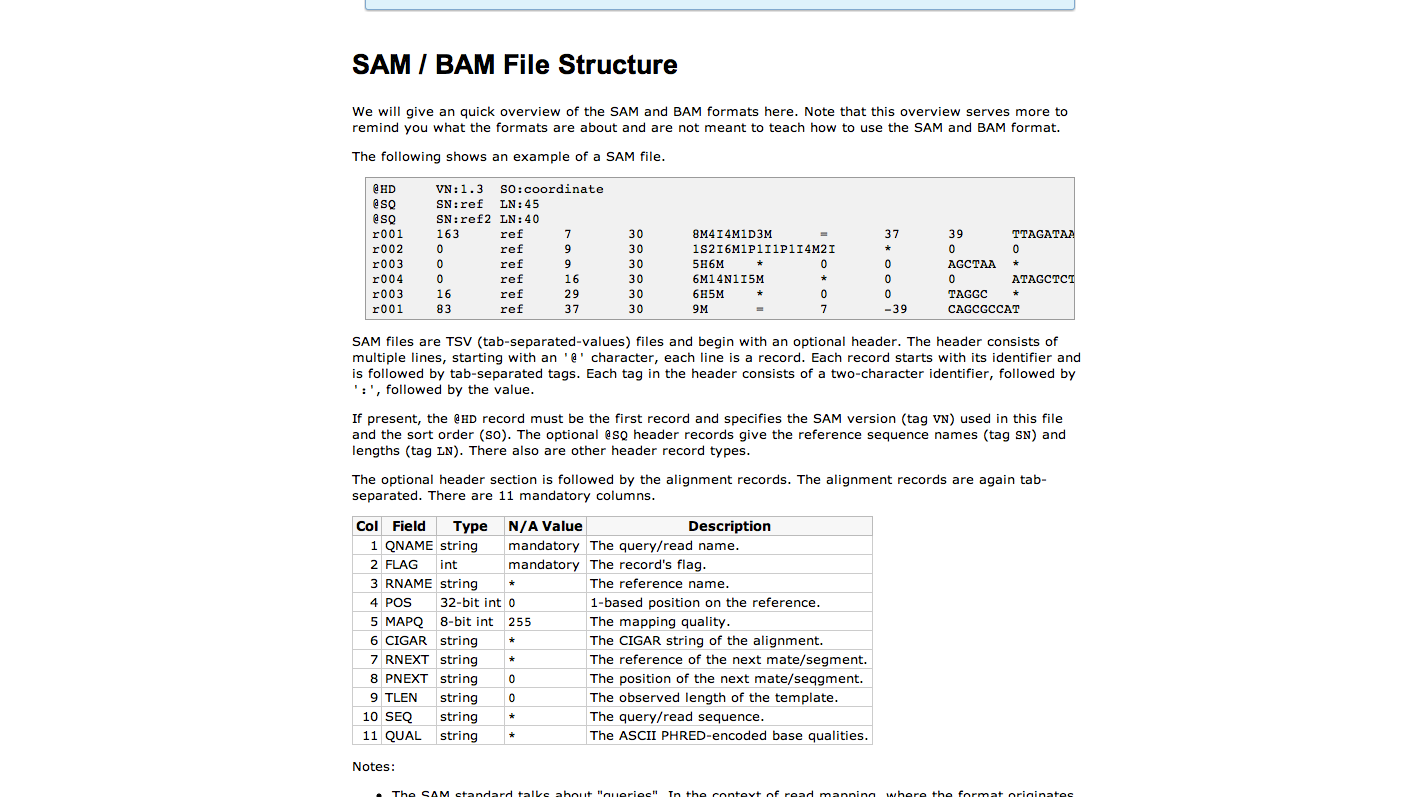 SAM / BAM File Structure
We will give an quick overview of the SAM and BAM formats here. Note that this overview serves more to
remind you what the formats are about and are not meant to teach how to use the SAM and BAM format.
The following shows an example of a SAM file.
@HD VN:1.3 SO:coordinate
@SQ SN:ref LN:45
@SQ SN:ref2 LN:40
r001 163 ref 7 30 8M4I4M1D3M = 37 39 TTAGATAA
r002 0 ref 9 30 1S2I6M1P1I1P1I4M2I * 0 0
r003 0 ref 9 30 5H6M * 0 0 AGCTAA *
r004 0 ref 16 30 6M14N1I5M * 0 0 ATAGCTCT
r003 16 ref 29 30 6H5M * 0 0 TAGGC *
r001 83 ref 37 30 9M = 7 -39 CAGCGCCAT
SAM files are TSV (tab-separated-values) files and begin with an optional header. The header consists of
multiple lines, starting with an '@' character, each line is a record. Each record starts with its identifier and
is followed by tab-separated tags. Each tag in the header consists of a two-character identifier, followed by
':', followed by the value.
If present, the @HD record must be the first record and specifies the SAM version (tag VN) used in this file
and the sort order (SO). The optional @SQ header records give the reference sequence names (tag SN) and
lengths (tag LN). There also are other header record types.
The optional header section is followed by the alignment records. The alignment records are again tab-
separated. There are 11 mandatory columns.
Col Field Type N/A Value Description
1 QNAME string mandatory The query/read name.
2 FLAG int mandatory The record's flag.
3 RNAME string * The reference name.
4 POS 32-bit int 0 1-based position on the reference.
5 MAPQ 8-bit int 255 The mapping quality.
6 CIGAR string * The CIGAR string of the alignment.
7 RNEXT string * The reference of the next mate/segment.
8 PNEXT string 0 The position of the next mate/seqgment.
9 TLEN string 0 The observed length of the template.
10 SEQ string * The query/read sequence.
11 QUAL string * The ASCII PHRED-encoded base qualities.
Notes:
• The SAM standard talks about "queries". In the context of read mapping, where the format originates